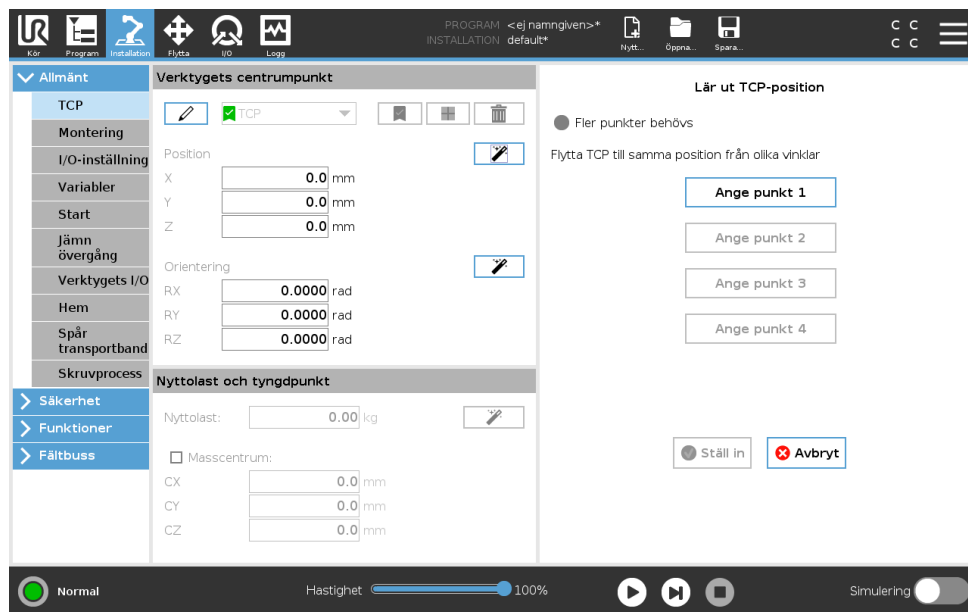 PROGRAM <ej namngiven>*
INSTALLATION default*
C C
C C
Kör
Program
Installation
Flytta
I/O
Logg
Nytt...
Öppna...
Spara...
Allmänt
TCP
Montering
I/O-inställning
Variabler
Start
Jämn
övergång
Verktygets I/O
Hem
Spår
transportband
Skruvprocess
Säkerhet
Funktioner
Fältbuss
Verktygets centrumpunkt
TCP
Position
X 0.0 mm
Y 0.0 mm
Z 0.0 mm
Orientering
RX 0.0000 rad
RY 0.0000 rad
RZ 0.0000 rad
Nyttolast och tyngdpunkt
Nyttolast: 0.00 kg
Masscentrum:
CX 0.0 mm
CY 0.0 mm
CZ 0.0 mm
Lär ut TCP-position
Fler punkter behövs
Flytta TCP till samma position från olika vinklar
Ange punkt 1
Ange punkt 2
Ange punkt 3
Ange punkt 4
Ställ in
Avbryt
Normal
Hastighet 100%
Simulering